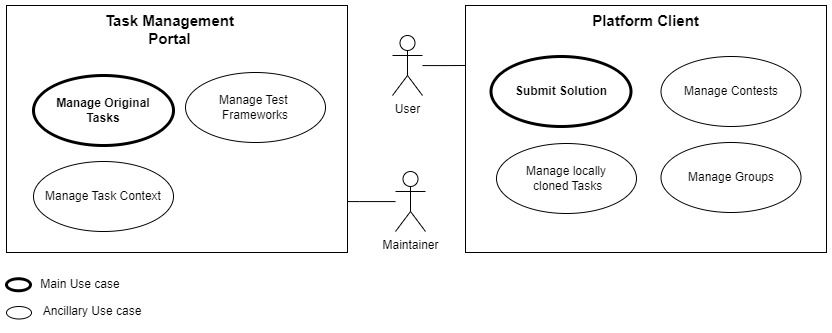 Task Management
Portal
Manage Original
Tasks
Manage Test
Frameworks
Manage Task Context
User
Maintainer
Platform Client
Submit Solution
Manage Contests
Manage locally
cloned Tasks
Manage Groups
Main Use case
Ancillary Use case